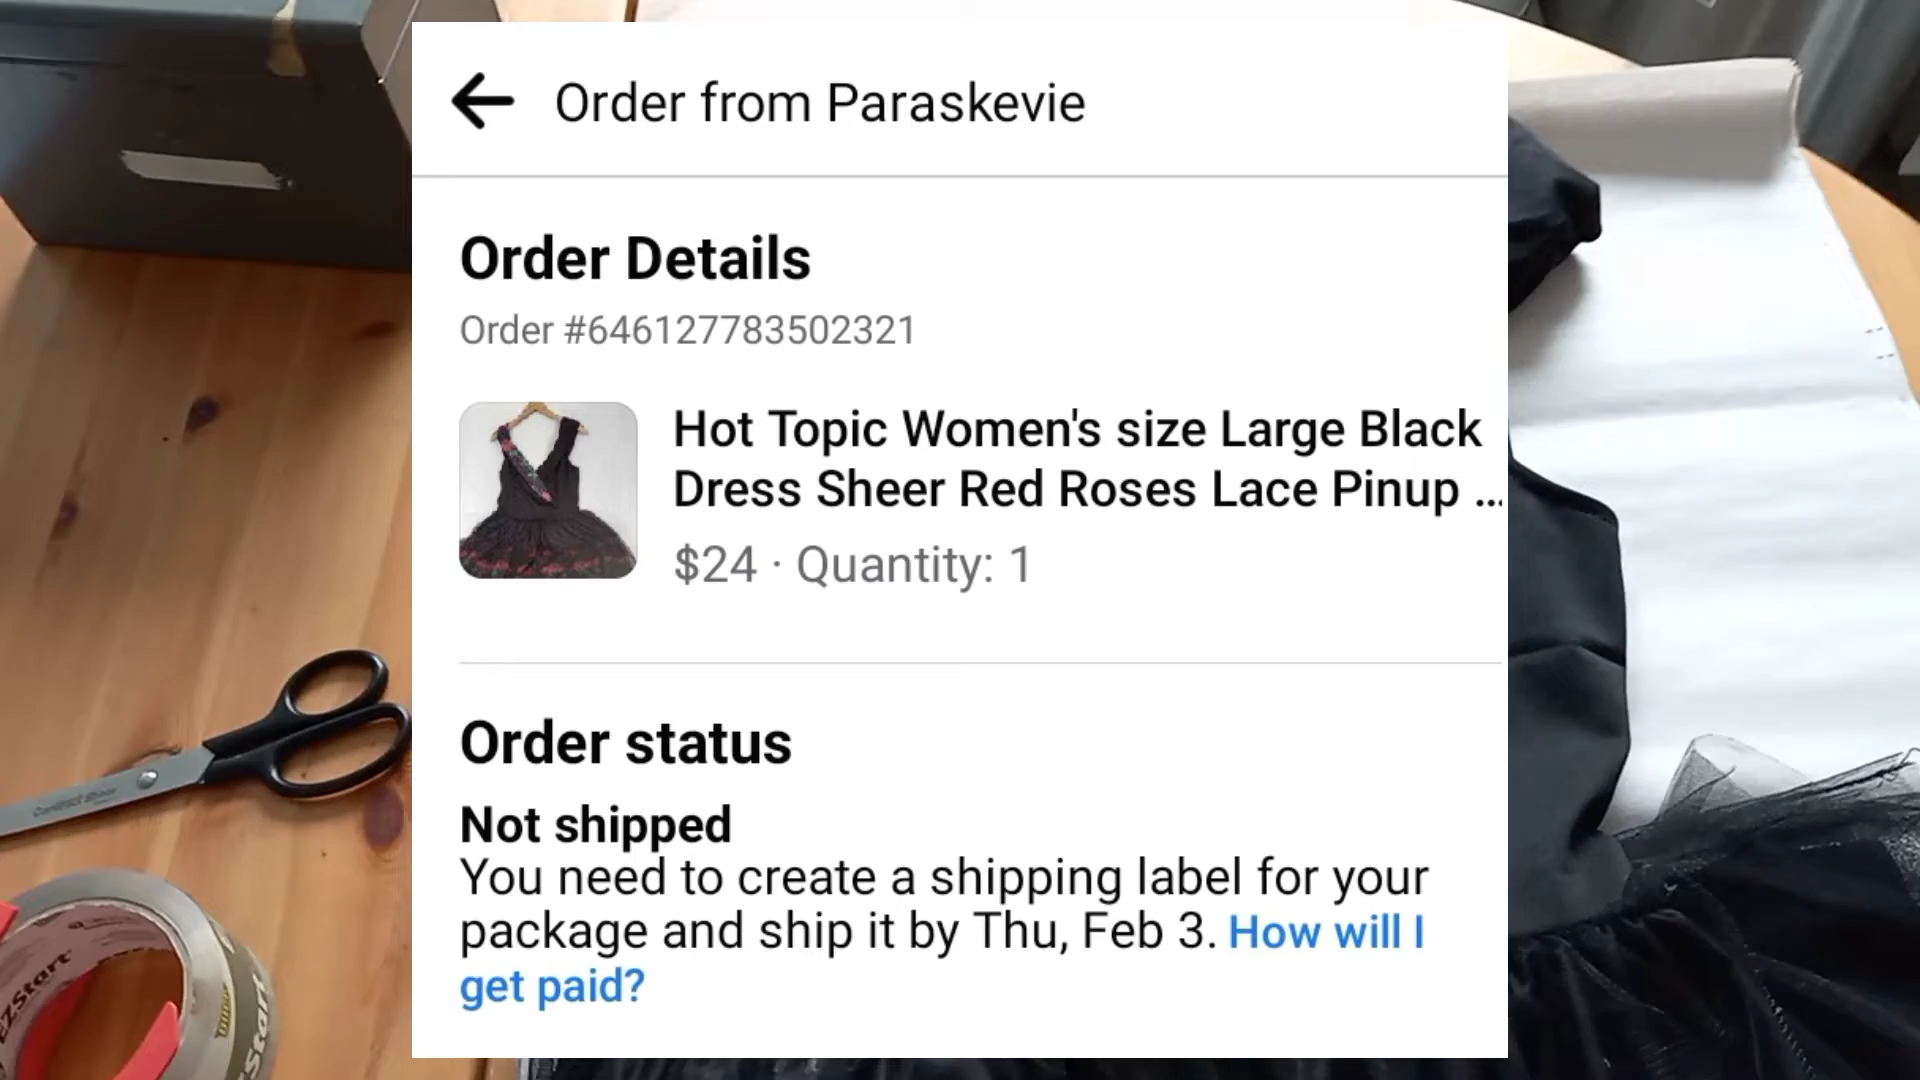 Order from Paraskevie
Order Details
Order #646127783502321
Hot Topic Women's size Large Black
Dress Sheer Red Roses Lace Pinup ...
$24 · Quantity: 1
Order status
Not shipped
You need to create a shipping label for your
package and ship it by Thu, Feb 3. How will I
get paid?
EZStart